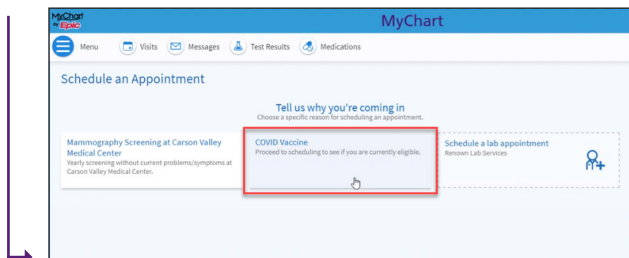 MyChart
by Epic
MyChart
Menu
Visits
Messages
Test Results
Medications
Schedule an Appointment
Tell us why you're coming in
Choose a specific reason for scheduling an appointment.
Mammography Screening at Carson Valley
Medical Center
Yearly screening without current problems/symptoms at
Carson Valley Medical Center.
COVID Vaccine
Proceed to scheduling to see if you are currently eligible.
Schedule a lab appointment
Renown Lab Services